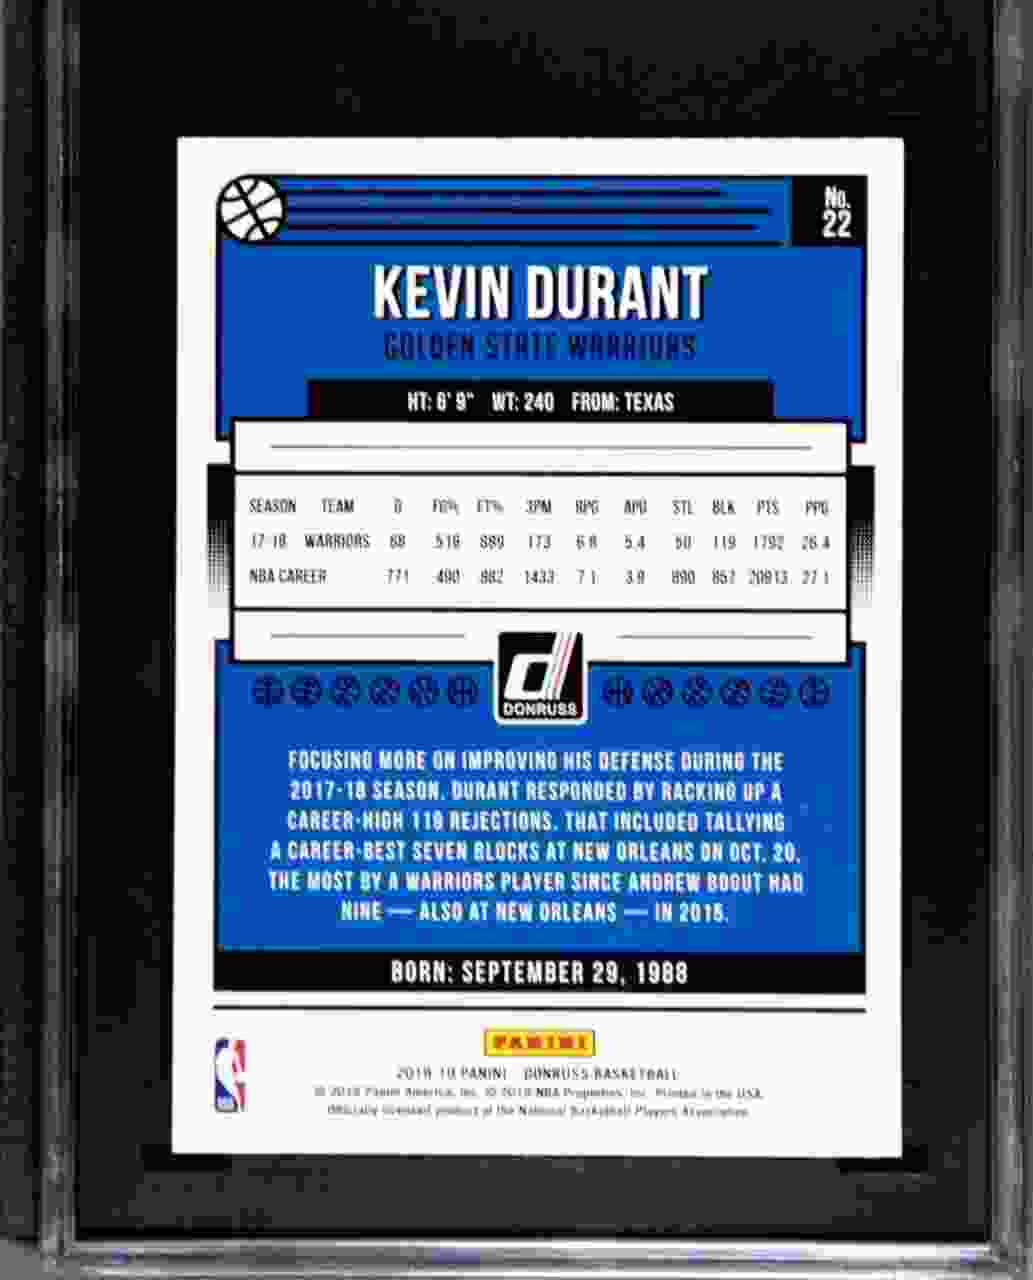 No.
22
KEVIN DURANT
GOLDEN STATE WARRIORS
HT: 6' 9" WT: 240 FROM: TEXAS
SEASON TEAM G FG% FT% 3PM RPG APG STL BLK PTS PPG
17-18 WARRIORS 68 .516 .889 173 6.8 5.4 50 119 1792 26.4
NBA CAREER 771 .490 .882 1433 7.1 3.9 890 857 20913 27.1
d
DONRUSS
FOCUSING MORE ON IMPROVING HIS DEFENSE DURING THE
2017-18 SEASON, DURANT RESPONDED BY RACKING UP A
CAREER-HIGH 119 REJECTIONS. THAT INCLUDED TALLYING
A CAREER-BEST SEVEN BLOCKS AT NEW ORLEANS ON OCT. 20,
THE MOST BY A WARRIORS PLAYER SINCE ANDREW BOGUT HAD
NINE — ALSO AT NEW ORLEANS — IN 2015.
BORN: SEPTEMBER 29, 1988
PANINI
2018-19 PANINI - DONRUSS BASKETBALL
© 2018 Panini America, Inc. © 2018 NBA Properties, Inc. Printed in the USA.
Officially licensed product of the National Basketball Players Association.